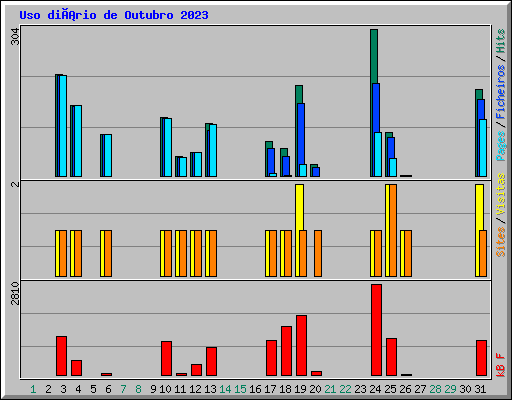 Uso diÃ¡rio de Outubro 2023
304
2
2810
Pages / Ficheiros / Hits
Sites / Visitas
kB F
1 2 3 4 5 6 7 8 9 10 11 12 13 14 15 16 17 18 19 20 21 22 23 24 25 26 27 28 29 30 31